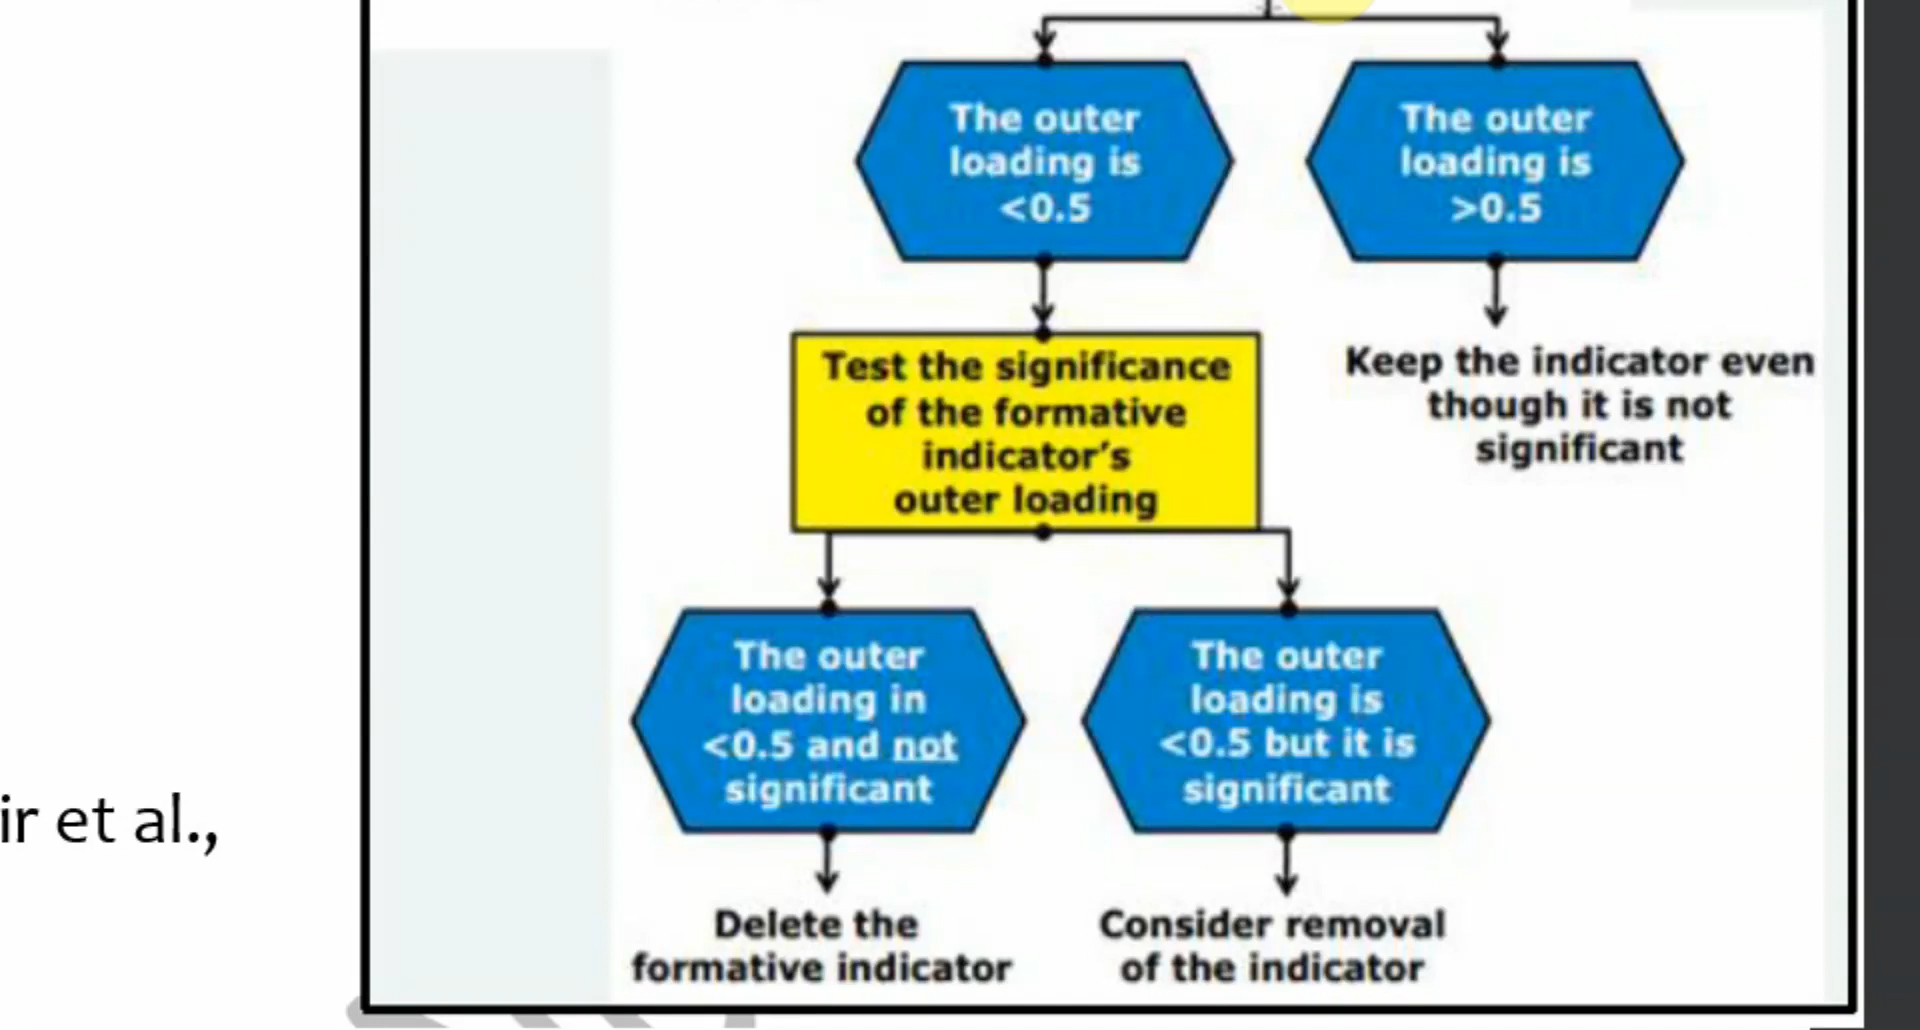 The outer
loading is
<0.5
The outer
loading is
>0.5
Test the significance
of the formative
indicator's
outer loading
Keep the indicator even
though it is not
significant
The outer
loading in
<0.5 and not
significant
The outer
loading is
<0.5 but it is
significant
ir et al.,
Delete the
formative indicator
Consider removal
of the indicator